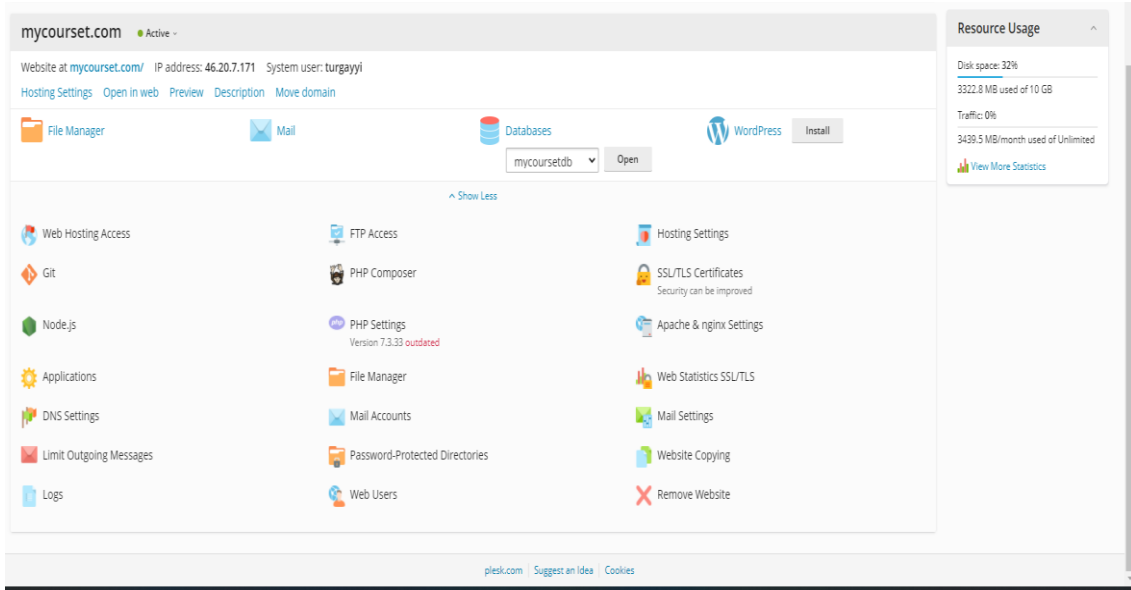 mycourset.com Active
Website at mycourset.com/ IP address: 46.20.7.171 System user: turgayyi
Hosting Settings Open in web Preview Description Move domain
File Manager Mail Databases WordPress Install
mycoursetdb Open
Show Less
Web Hosting Access FTP Access Hosting Settings
Git PHP Composer SSL/TLS Certificates
Security can be improved
Node.js PHP Settings Apache & nginx Settings
Version 7.3.33 outdated
Applications File Manager Web Statistics SSL/TLS
DNS Settings Mail Accounts Mail Settings
Limit Outgoing Messages Password-Protected Directories Website Copying
Logs Web Users Remove Website
Resource Usage
Disk space: 32%
3322.8 MB used of 10 GB
Traffic: 0%
3439.5 MB/month used of Unlimited
View More Statistics
plesk.com Suggest an Idea Cookies